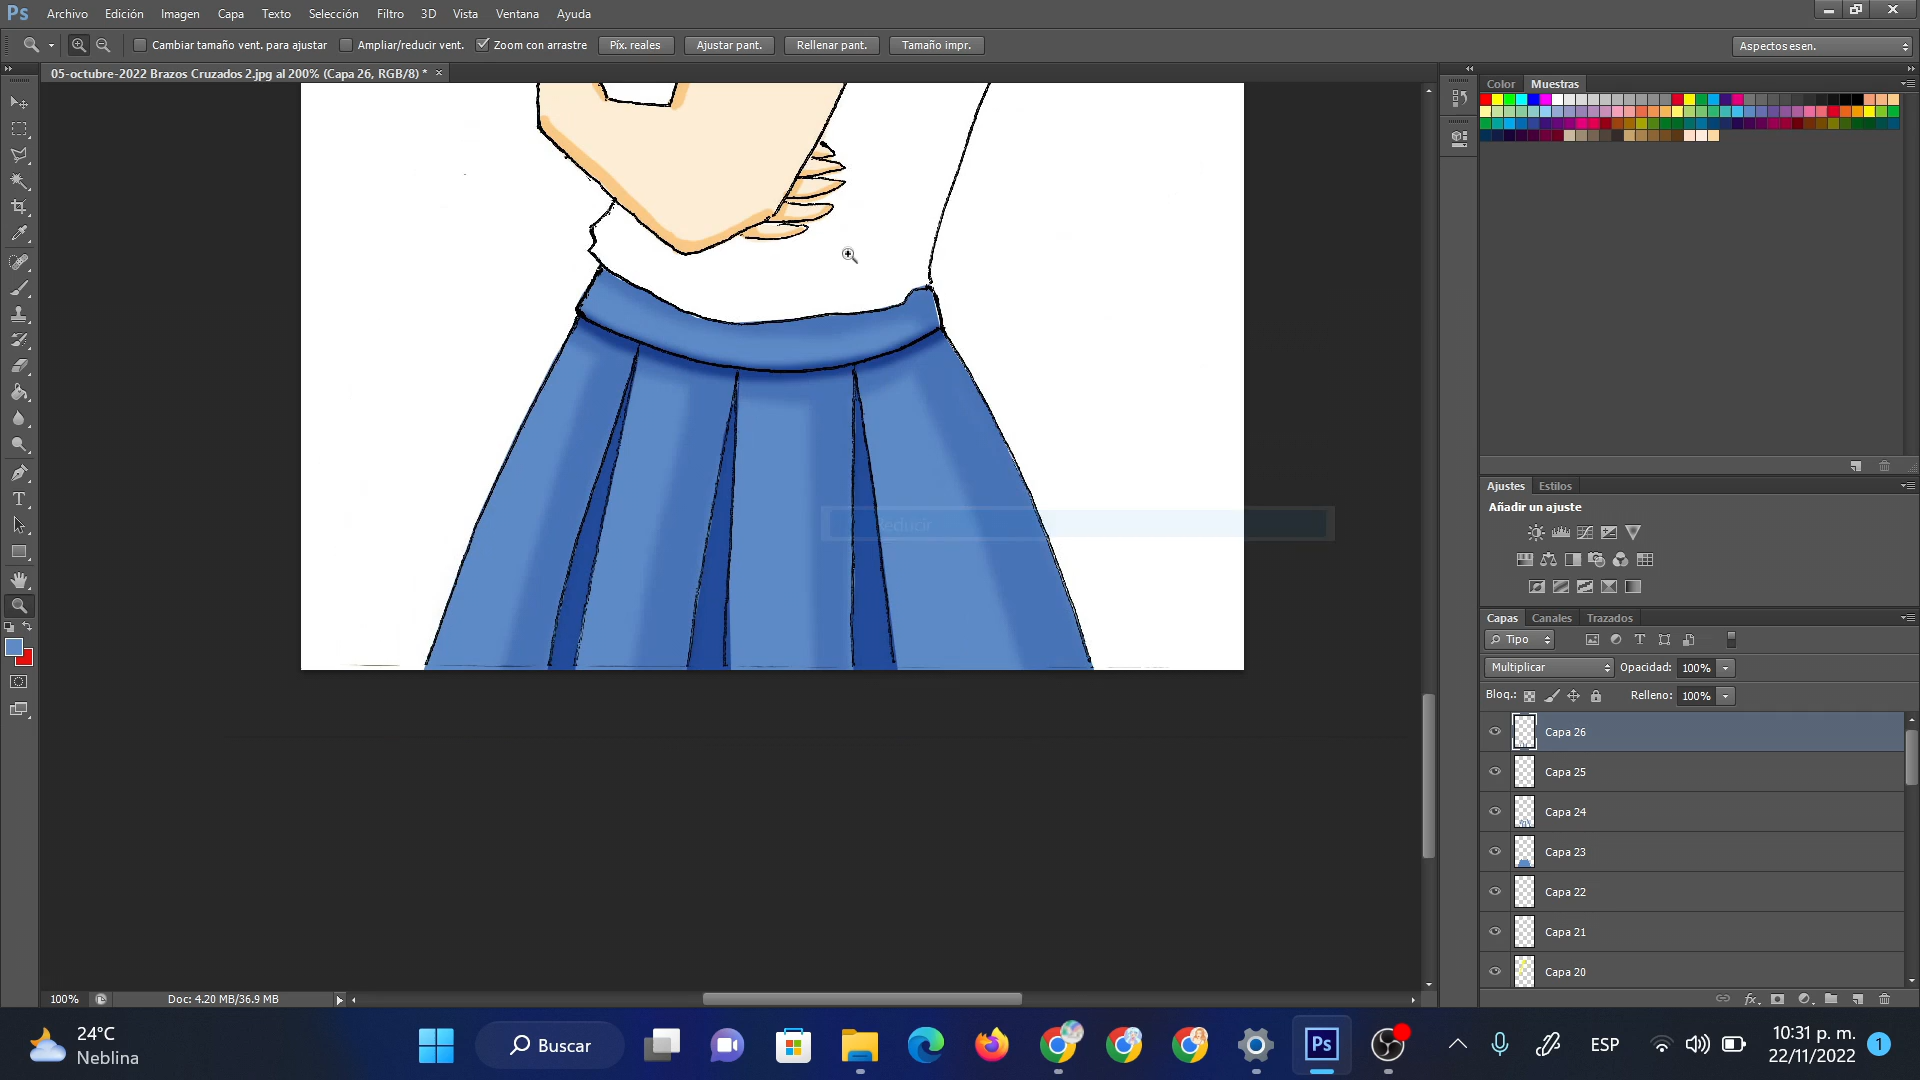 Ps Archivo Edición Imagen Capa Texto Selección Filtro 3D Vista Ventana Ayuda
Cambiar tamaño vent. para ajustar Ampliar/reducir vent. Zoom con arrastre Píx. reales Ajustar pant. Rellenar pant. Tamaño impr. Aspectos esen.
05-octubre-2022 Brazos Cruzados 2.jpg al 200% (Capa 26, RGB/8) * ×
Color Muestras
Ajustes Estilos
Añadir un ajuste
Reducir
Capas Canales Trazados
Tipo
Multiplicar Opacidad: 100%
Bloq.: Relleno: 100%
Capa 26
Capa 25
Capa 24
Capa 23
Capa 22
Capa 21
Capa 20
100% Doc: 4.20 MB/36.9 MB
24°C
Neblina
Buscar
Ps
ESP
10:31 p. m.
22/11/2022
1